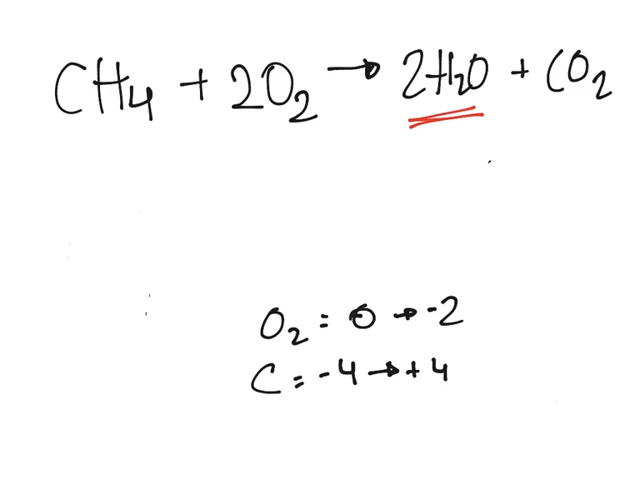 CH₄ + 2O₂ → 2H₂O + CO₂
O₂ = 0 → -2
C = -4 → +4